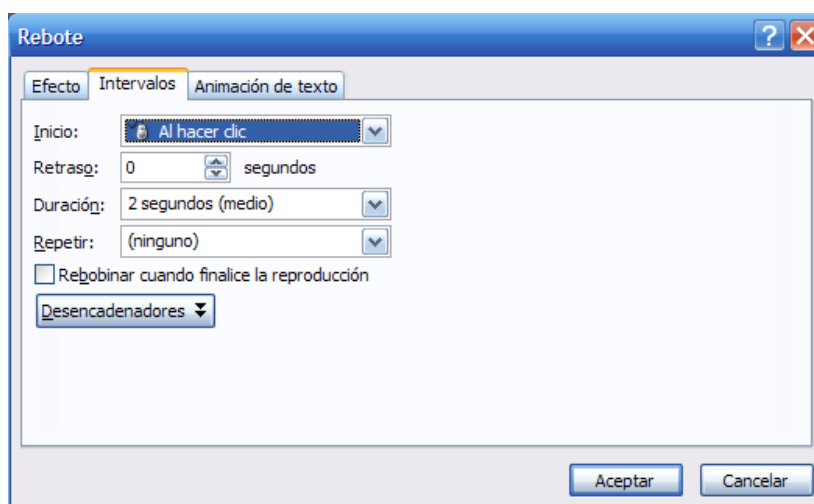 Rebote
Efecto Intervalos Animación de texto
Inicio: Al hacer clic
Retraso: 0 segundos
Duración: 2 segundos (medio)
Repetir: (ninguno)
Rebobinar cuando finalice la reproducción
Desencadenadores
Aceptar Cancelar